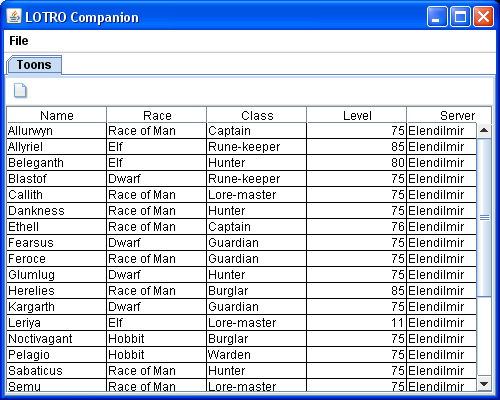 LOTRO Companion
File
Toons
Name Race Class Level Server
Allurwyn Race of Man Captain 75 Elendilmir
Allyriel Elf Rune-keeper 85 Elendilmir
Beleganth Elf Hunter 80 Elendilmir
Blastof Dwarf Rune-keeper 75 Elendilmir
Callith Race of Man Lore-master 75 Elendilmir
Dankness Race of Man Hunter 75 Elendilmir
Ethell Race of Man Captain 76 Elendilmir
Fearsus Dwarf Guardian 75 Elendilmir
Feroce Race of Man Guardian 75 Elendilmir
Glumlug Dwarf Hunter 75 Elendilmir
Herelies Race of Man Burglar 85 Elendilmir
Kargarth Dwarf Guardian 75 Elendilmir
Leriya Elf Lore-master 11 Elendilmir
Noctivagant Hobbit Burglar 75 Elendilmir
Pelagio Hobbit Warden 75 Elendilmir
Sabaticus Race of Man Hunter 75 Elendilmir
Semu Race of Man Lore-master 75 Elendilmir